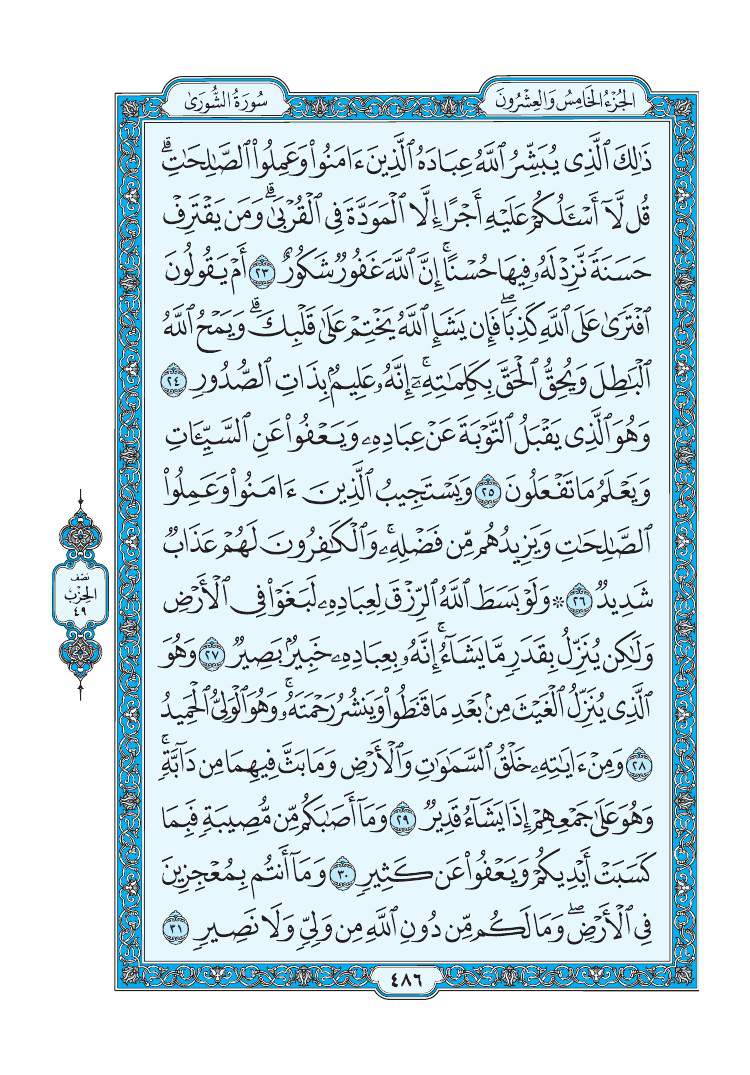 الجُزْءُ الخَامِسُ وَالعِشْرُونَ
سُورَةُ الشُّورَىٰ
ذَٰلِكَ ٱلَّذِى يُبَشِّرُ ٱللَّهُ عِبَادَهُ ٱلَّذِينَ ءَامَنُوا۟ وَعَمِلُوا۟ ٱلصَّـٰلِحَـٰتِ ۗ
قُل لَّآ أَسْـَٔلُكُمْ عَلَيْهِ أَجْرًا إِلَّا ٱلْمَوَدَّةَ فِى ٱلْقُرْبَىٰ ۗ وَمَن يَقْتَرِفْ
حَسَنَةً نَّزِدْ لَهُۥ فِيهَا حُسْنًا ۚ إِنَّ ٱللَّهَ غَفُورٌ شَكُورٌ ٢٣ أَمْ يَقُولُونَ
ٱفْتَرَىٰ عَلَى ٱللَّهِ كَذِبًا ۖ فَإِن يَشَإِ ٱللَّهُ يَخْتِمْ عَلَىٰ قَلْبِكَ ۗ وَيَمْحُ ٱللَّهُ
ٱلْبَـٰطِلَ وَيُحِقُّ ٱلْحَقَّ بِكَلِمَـٰتِهِۦٓ ۚ إِنَّهُۥ عَلِيمٌۢ بِذَاتِ ٱلصُّدُورِ ٢٤
وَهُوَ ٱلَّذِى يَقْبَلُ ٱلتَّوْبَةَ عَنْ عِبَادِهِۦ وَيَعْفُوا۟ عَنِ ٱلسَّيِّـَٔاتِ
وَيَعْلَمُ مَا تَفْعَلُونَ ٢٥ وَيَسْتَجِيبُ ٱلَّذِينَ ءَامَنُوا۟ وَعَمِلُوا۟
ٱلصَّـٰلِحَـٰتِ وَيَزِيدُهُم مِّن فَضْلِهِۦ ۚ وَٱلْكَـٰفِرُونَ لَهُمْ عَذَابٌ
شَدِيدٌ ٢٦ ۞ وَلَوْ بَسَطَ ٱللَّهُ ٱلرِّزْقَ لِعِبَادِهِۦ لَبَغَوْا۟ فِى ٱلْأَرْضِ
وَلَـٰكِن يُنَزِّلُ بِقَدَرٍ مَّا يَشَآءُ ۚ إِنَّهُۥ بِعِبَادِهِۦ خَبِيرٌۢ بَصِيرٌ ٢٧ وَهُوَ
ٱلَّذِى يُنَزِّلُ ٱلْغَيْثَ مِنۢ بَعْدِ مَا قَنَطُوا۟ وَيَنشُرُ رَحْمَتَهُۥ ۚ وَهُوَ ٱلْوَلِىُّ ٱلْحَمِيدُ
٢٨ وَمِنْ ءَايَـٰتِهِۦ خَلْقُ ٱلسَّمَـٰوَٰتِ وَٱلْأَرْضِ وَمَا بَثَّ فِيهِمَا مِن دَآبَّةٍ ۚ
وَهُوَ عَلَىٰ جَمْعِهِمْ إِذَا يَشَآءُ قَدِيرٌ ٢٩ وَمَآ أَصَـٰبَكُم مِّن مُّصِيبَةٍ فَبِمَا
كَسَبَتْ أَيْدِيكُمْ وَيَعْفُوا۟ عَن كَثِيرٍ ٣٠ وَمَآ أَنتُم بِمُعْجِزِينَ
فِى ٱلْأَرْضِ ۖ وَمَا لَكُم مِّن دُونِ ٱللَّهِ مِن وَلِىٍّ وَلَا نَصِيرٍ ٣١
نصف
الحزب
٤٩
٤٨٦